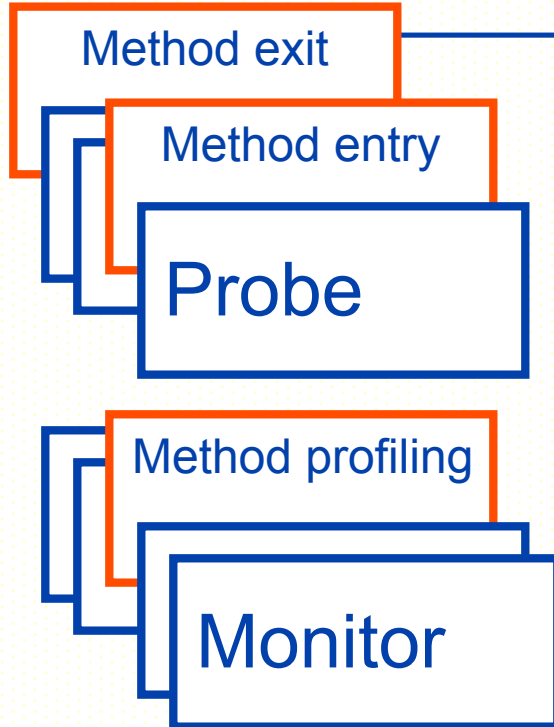 Method exit
Method entry
Probe
Method profiling
Monitor